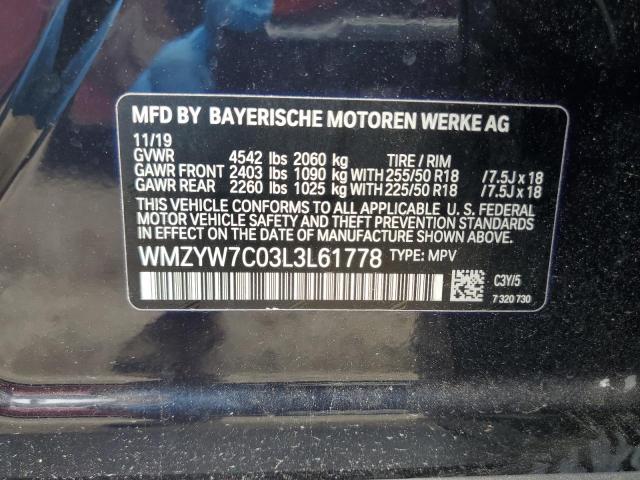 MFD BY BAYERISCHE MOTOREN WERKE AG
11/19
GVWR 4542 lbs 2060 kg TIRE / RIM
GAWR FRONT 2403 lbs 1090 kg WITH 255/50 R18 /7.5J x 18
GAWR REAR 2260 lbs 1025 kg WITH 225/50 R18 /7.5J x 18
THIS VEHICLE CONFORMS TO ALL APPLICABLE U. S. FEDERAL
MOTOR VEHICLE SAFETY AND THEFT PREVENTION STANDARDS
IN EFFECT ON THE DATE OF MANUFACTURE SHOWN ABOVE.
WMZYW7C03L3L61778 TYPE: MPV
C3Y/5
7 320 730